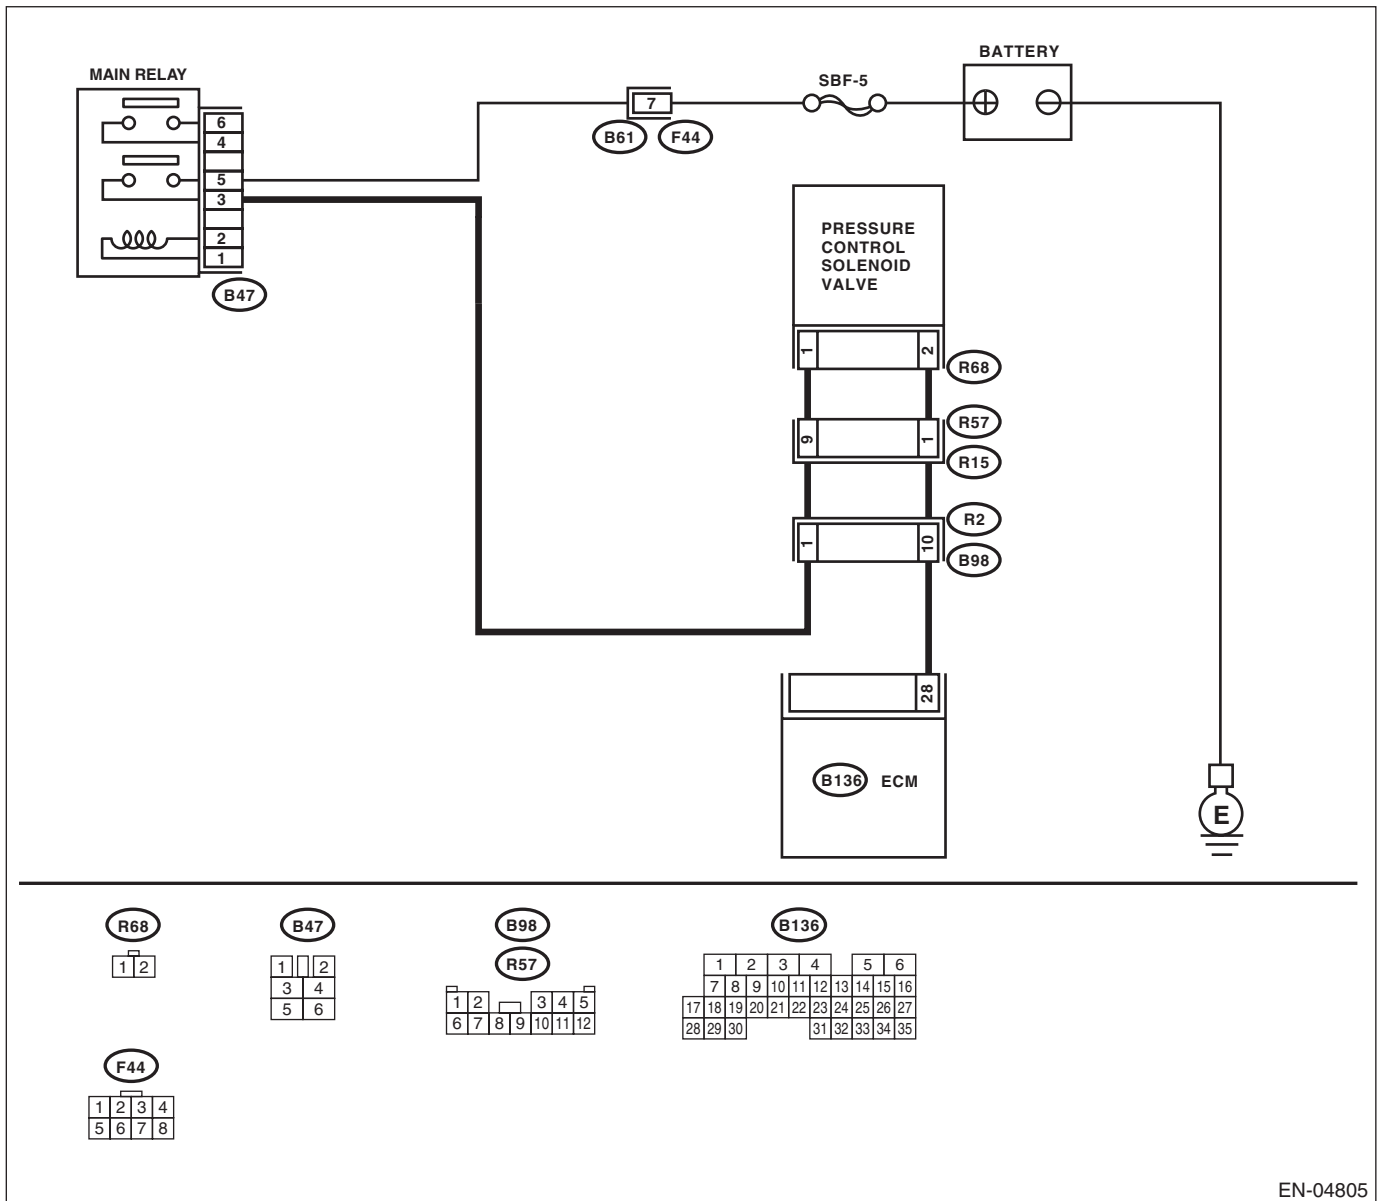 BATTERY
MAIN RELAY
SBF-5
6
4
5
3
2
1
B47
7
B61 F44
PRESSURE
CONTROL
SOLENOID
VALVE
1 2
R68
9 1
R57
R15
1 10
R2
B98
28
B136 ECM
E
R68
1 2
B47
1 2
3 4
5 6
B98
R57
1 2 3 4 5
6 7 8 9 10 11 12
B136
1 2 3 4 5 6
7 8 9 10 11 12 13 14 15 16
17 18 19 20 21 22 23 24 25 26 27
28 29 30 31 32 33 34 35
F44
1 2 3 4
5 6 7 8
EN-04805